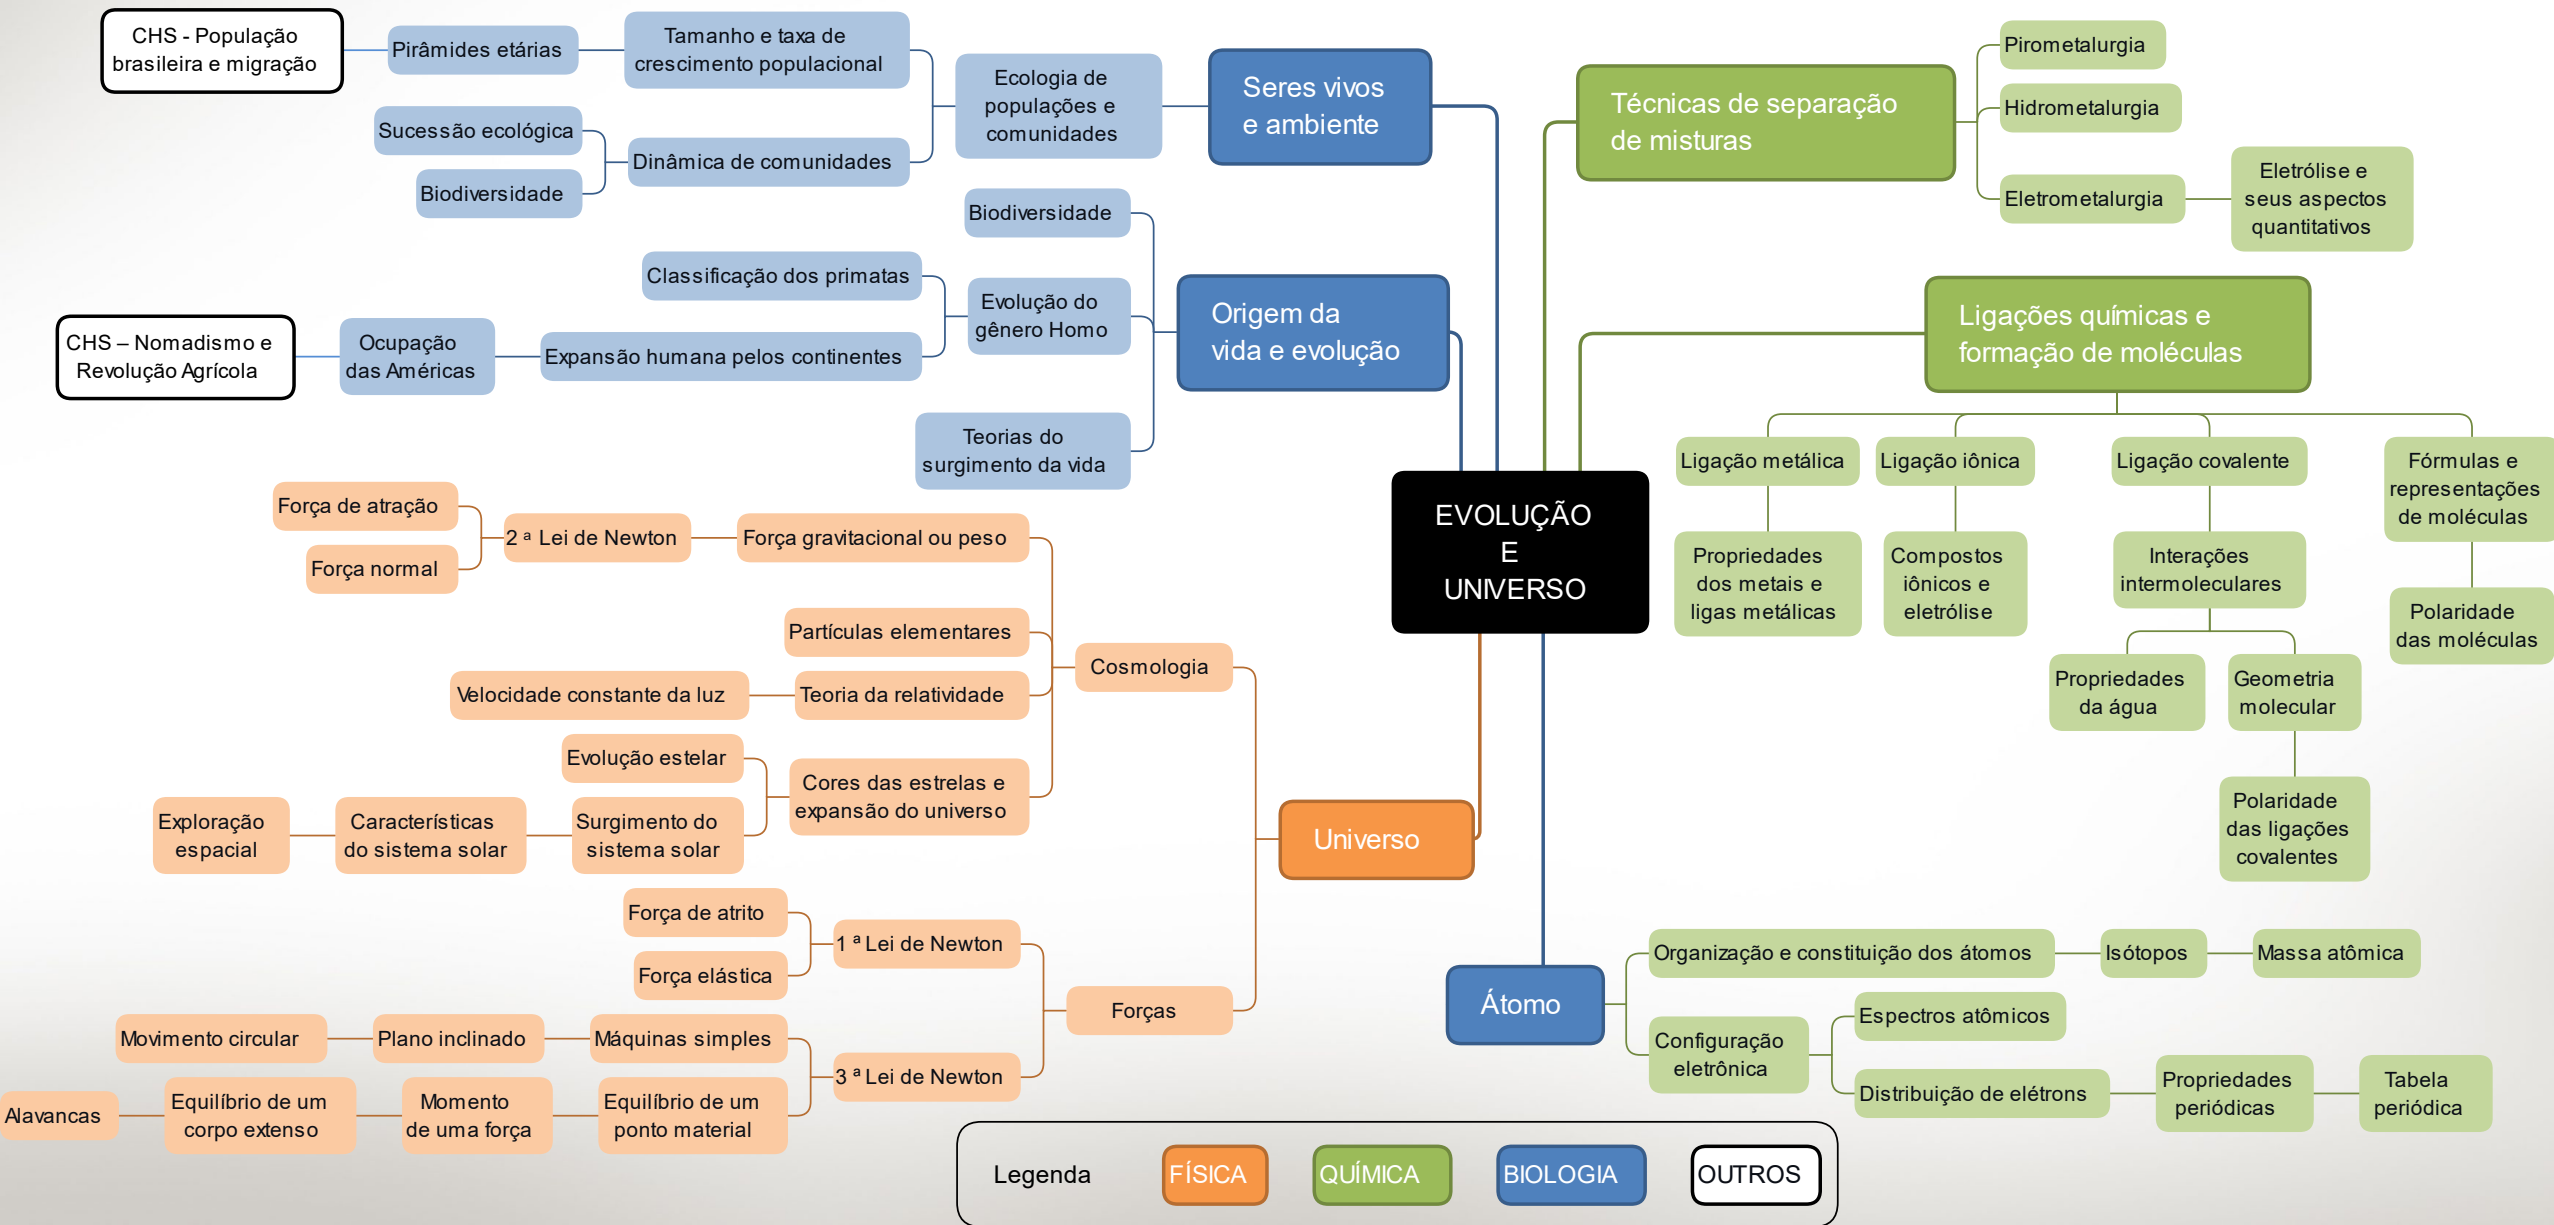 CHS - População
brasileira e migração
Pirâmides etárias
Tamanho e taxa de
crescimento populacional
Sucessão ecológica
Biodiversidade
Dinâmica de comunidades
Ecologia de
populações e
comunidades
Seres vivos
e ambiente
Biodiversidade
Classificação dos primatas
CHS – Nomadismo e
Revolução Agrícola
Ocupação
das Américas
Expansão humana pelos continentes
Evolução do
gênero Homo
Origem da
vida e evolução
Teorias do
surgimento da vida
Técnicas de separação
de misturas
Pirometalurgia
Hidrometalurgia
Eletrometalurgia
Eletrólise e
seus aspectos
quantitativos
Ligações químicas e
formação de moléculas
Ligação metálica
Propriedades
dos metais e
ligas metálicas
Ligação iônica
Compostos
iônicos e
eletrólise
Ligação covalente
Interações
intermoleculares
Propriedades
da água
Geometria
molecular
Polaridade
das ligações
covalentes
Fórmulas e
representações
de moléculas
Polaridade
das moléculas
EVOLUÇÃO
E
UNIVERSO
Força de atração
Força normal
2 ª Lei de Newton
Força gravitacional ou peso
Partículas elementares
Velocidade constante da luz
Teoria da relatividade
Cosmologia
Evolução estelar
Cores das estrelas e
expansão do universo
Exploração
espacial
Características
do sistema solar
Surgimento do
sistema solar
Universo
Força de atrito
Força elástica
1 ª Lei de Newton
Forças
Movimento circular
Plano inclinado
Máquinas simples
3 ª Lei de Newton
Alavancas
Equilíbrio de um
corpo extenso
Momento
de uma força
Equilíbrio de um
ponto material
Átomo
Organização e constituição dos átomos
Isótopos
Massa atômica
Configuração
eletrônica
Espectros atômicos
Distribuição de elétrons
Propriedades
periódicas
Tabela
periódica
Legenda
FÍSICA
QUÍMICA
BIOLOGIA
OUTROS